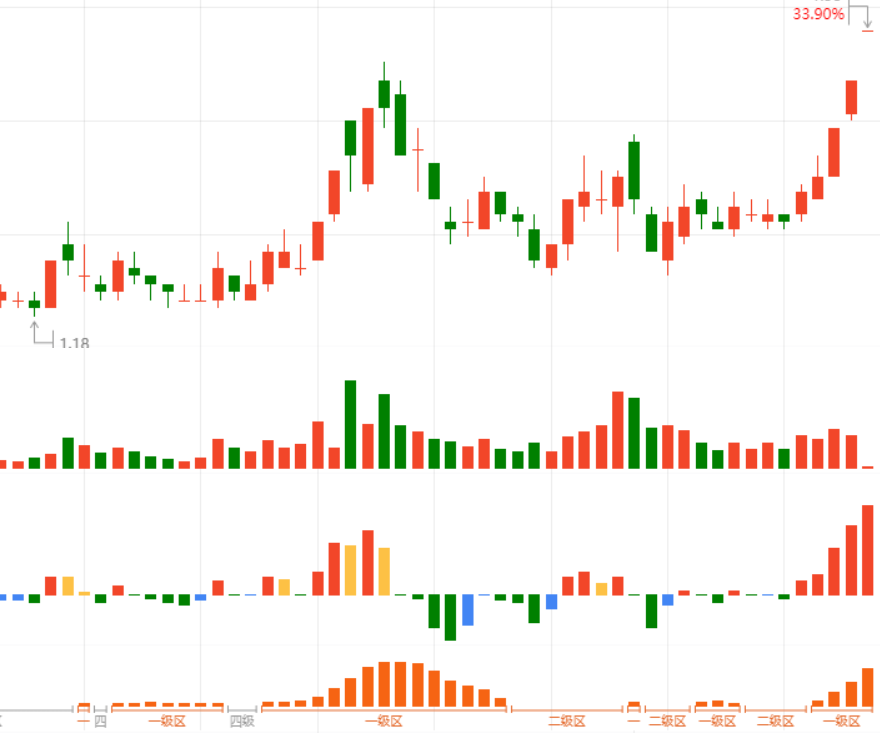 33.90%
1.18
一 四 一级区 四级 一级区 二级区 一 二级区 一级区 二级区 一级区